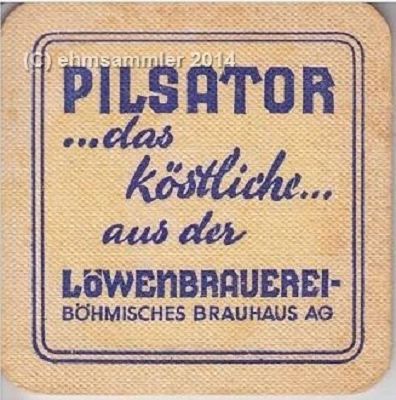 (C) ehmsammler 2014
PILSATOR
...das
köstliche...
aus der
LÖWENBRAUEREI-
BÖHMISCHES BRAUHAUS AG